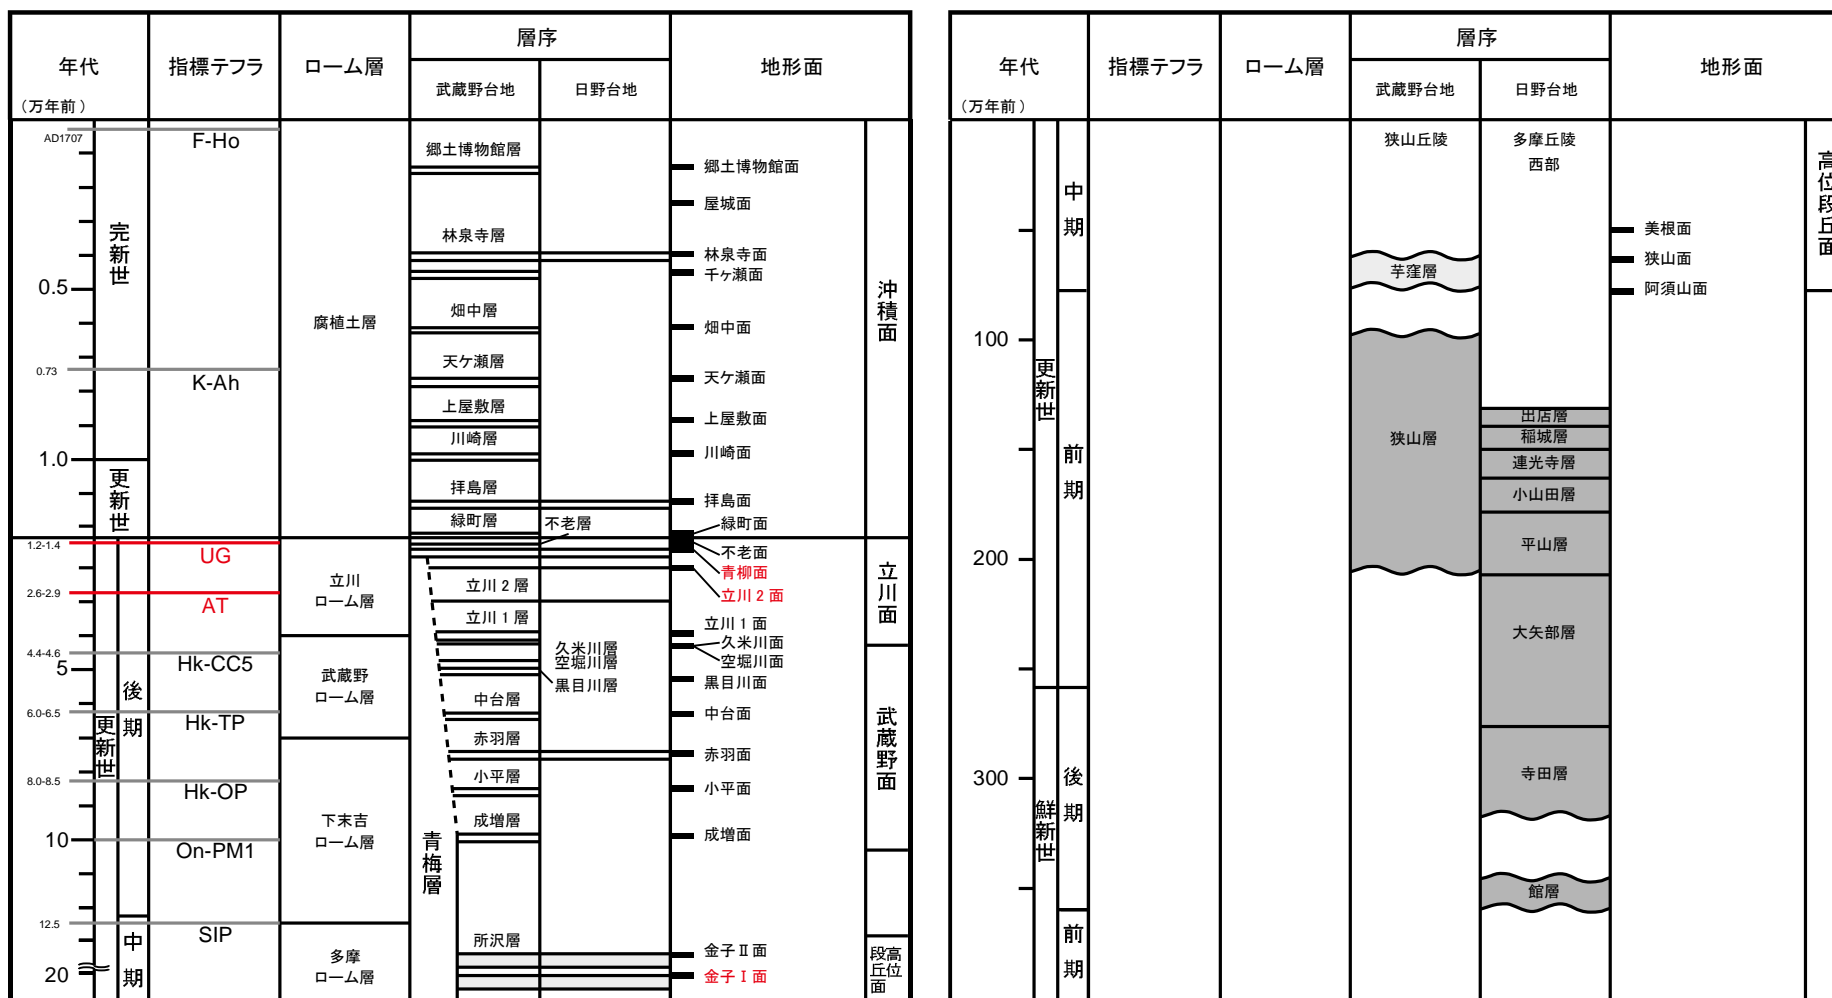 年代
(万年前)
指標テフラ
ローム層
層序
武蔵野台地
日野台地
地形面
AD1707
0.5
0.73
1.0
1.2-1.4
2.6-2.9
4.4-4.6
5
6.0-6.5
8.0-8.5
10
12.5
20
完新世
更新世
更新世
後期
中期
F-Ho
K-Ah
UG
AT
Hk-CC5
Hk-TP
Hk-OP
On-PM1
SIP
腐植土層
立川
ローム層
武蔵野
ローム層
下末吉
ローム層
多摩
ローム層
郷土博物館層
林泉寺層
畑中層
天ケ瀬層
上屋敷層
川崎層
拝島層
緑町層
不老層
立川2層
立川1層
久米川層
空堀川層
黒目川層
中台層
赤羽層
小平層
成増層
青梅層
所沢層
郷土博物館面
屋城面
林泉寺面
千ヶ瀬面
畑中面
天ケ瀬面
上屋敷面
川崎面
拝島面
緑町面
不老面
青柳面
立川2面
立川1面
久米川面
空堀川面
黒目川面
中台面
赤羽面
小平面
成増面
金子Ⅱ面
金子Ⅰ面
沖積面
立川面
武蔵野面
高位段丘面
年代
(万年前)
指標テフラ
ローム層
層序
武蔵野台地
日野台地
地形面
100
200
300
更新世
中期
前期
鮮新世
後期
前期
狭山丘陵
芋窪層
狭山層
多摩丘陵
西部
出店層
稲城層
連光寺層
小山田層
平山層
大矢部層
寺田層
館層
美根面
狭山面
阿須山面
高位段丘面